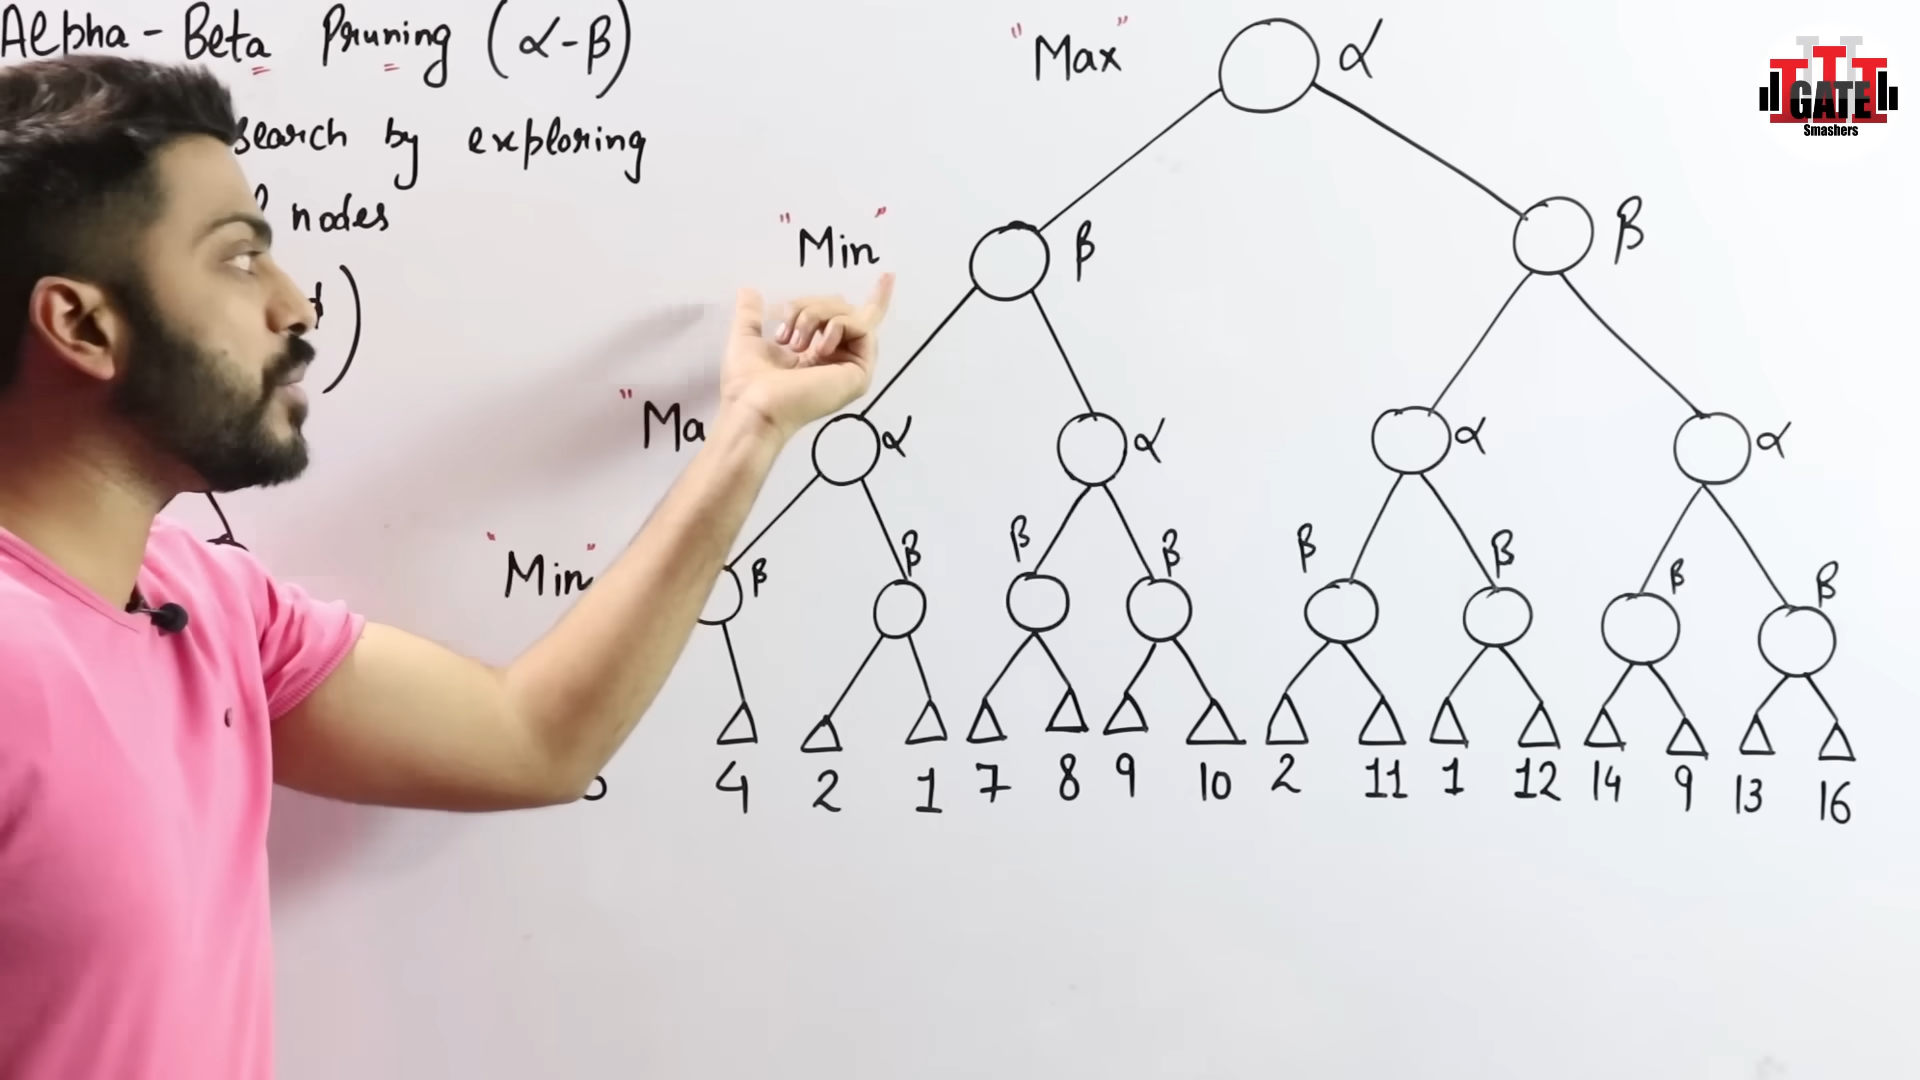 Alpha-Beta Pruning (α-β)
search by exploring
nodes
"Max" α
"Min" β β
"Ma α α α α
"Min" β β β β β β β β
4 2 1 7 8 9 10 2 11 1 12 14 9 13 16
GATE
Smashers